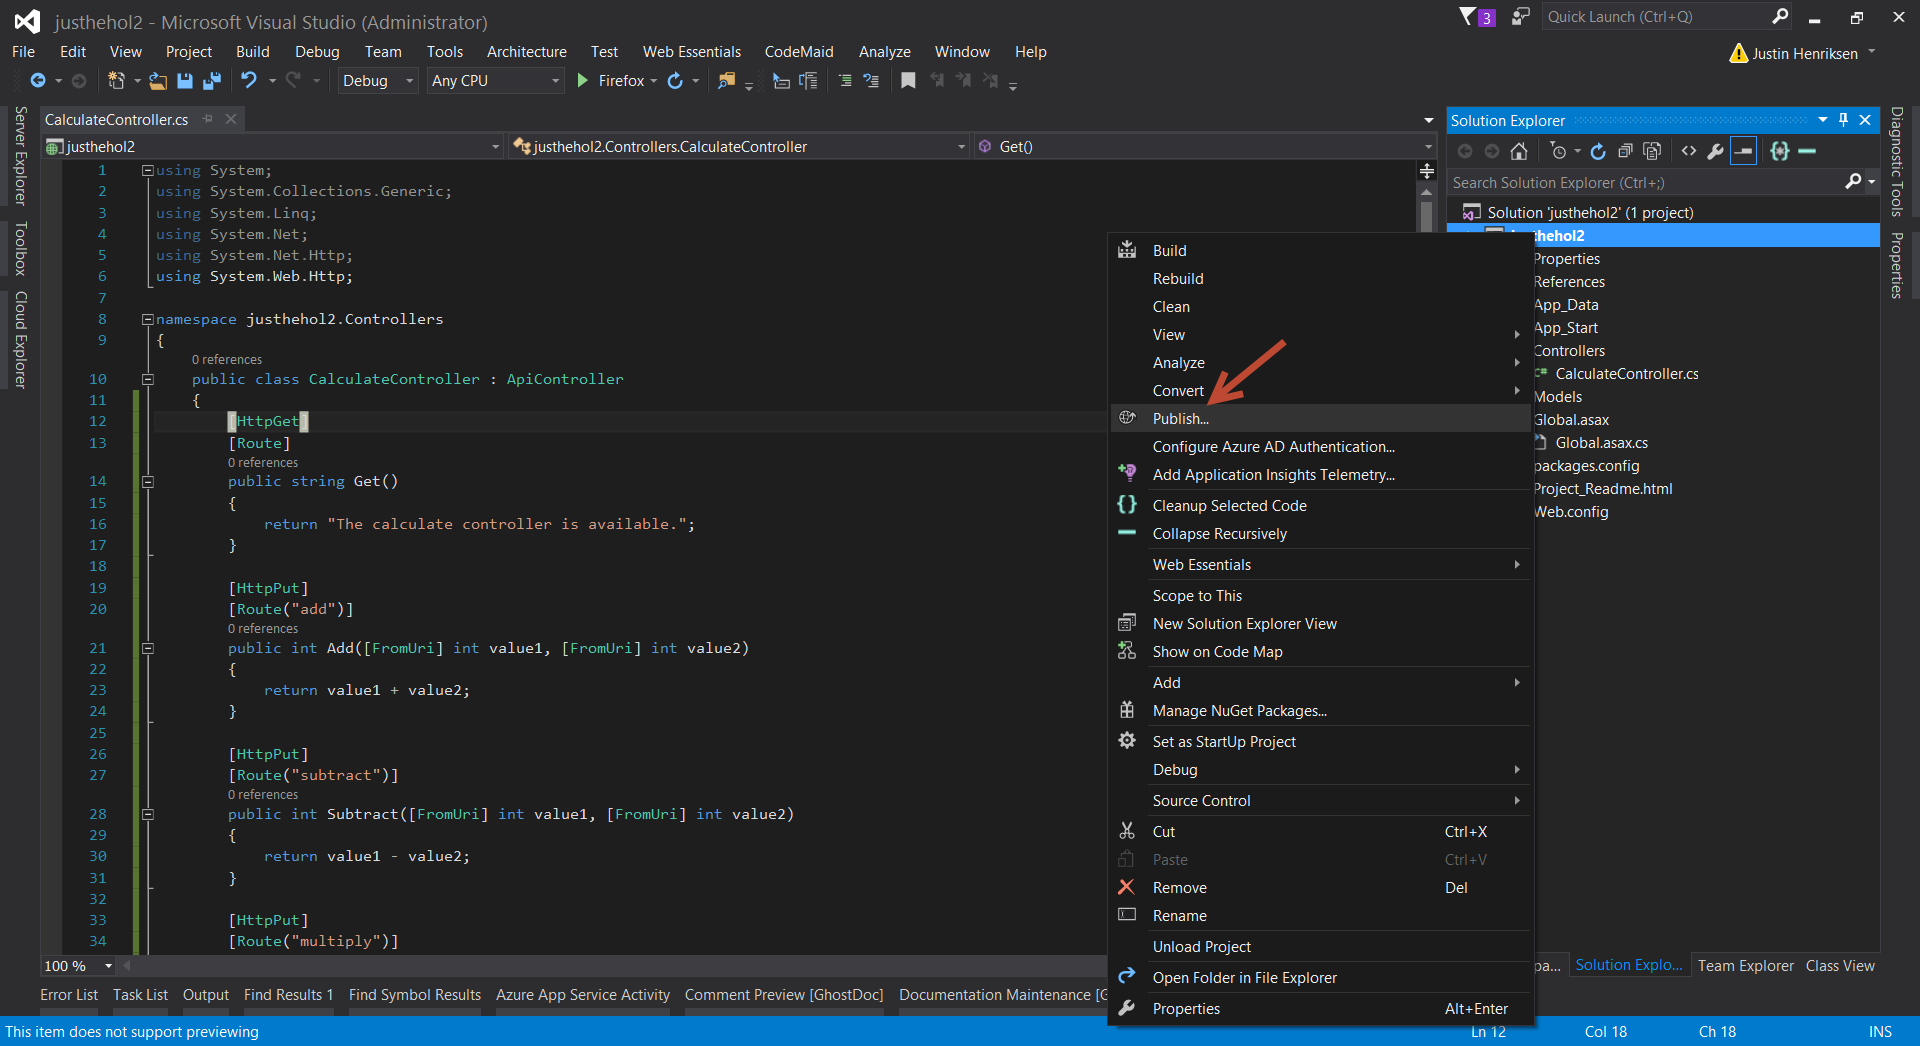 justhehol2 - Microsoft Visual Studio (Administrator)
3
Quick Launch (Ctrl+Q)
File Edit View Project Build Debug Team Tools Architecture Test Web Essentials CodeMaid Analyze Window Help
Justin Henriksen
Debug Any CPU Firefox
Server Explorer
Toolbox
Cloud Explorer
CalculateController.cs
justhehol2 justhehol2.Controllers.CalculateController Get()
1 using System;
2 using System.Collections.Generic;
3 using System.Linq;
4 using System.Net;
5 using System.Net.Http;
6 using System.Web.Http;
7
8 namespace justhehol2.Controllers
9 {
0 references
10 public class CalculateController : ApiController
11 {
12 [HttpGet]
13 [Route]
0 references
14 public string Get()
15 {
16 return "The calculate controller is available.";
17 }
18
19 [HttpPut]
20 [Route("add")]
0 references
21 public int Add([FromUri] int value1, [FromUri] int value2)
22 {
23 return value1 + value2;
24 }
25
26 [HttpPut]
27 [Route("subtract")]
0 references
28 public int Subtract([FromUri] int value1, [FromUri] int value2)
29 {
30 return value1 - value2;
31 }
32
33 [HttpPut]
34 [Route("multiply")]
100 %
Build
Rebuild
Clean
View
Analyze
Convert
Publish...
Configure Azure AD Authentication...
Add Application Insights Telemetry...
Cleanup Selected Code
Collapse Recursively
Web Essentials
Scope to This
New Solution Explorer View
Show on Code Map
Add
Manage NuGet Packages...
Set as StartUp Project
Debug
Source Control
Cut Ctrl+X
Paste Ctrl+V
Remove Del
Rename
Unload Project
Open Folder in File Explorer
Properties Alt+Enter
Solution Explorer
Search Solution Explorer (Ctrl+;)
Solution 'justhehol2' (1 project)
thehol2
Properties
References
App_Data
App_Start
Controllers
C# CalculateController.cs
Models
Global.asax
Global.asax.cs
packages.config
Project_Readme.html
Web.config
Diagnostic Tools
Properties
pa... Solution Explo... Team Explorer Class View
Error List Task List Output Find Results 1 Find Symbol Results Azure App Service Activity Comment Preview [GhostDoc] Documentation Maintenance [G
This item does not support previewing Ln 12 Col 18 Ch 18 INS